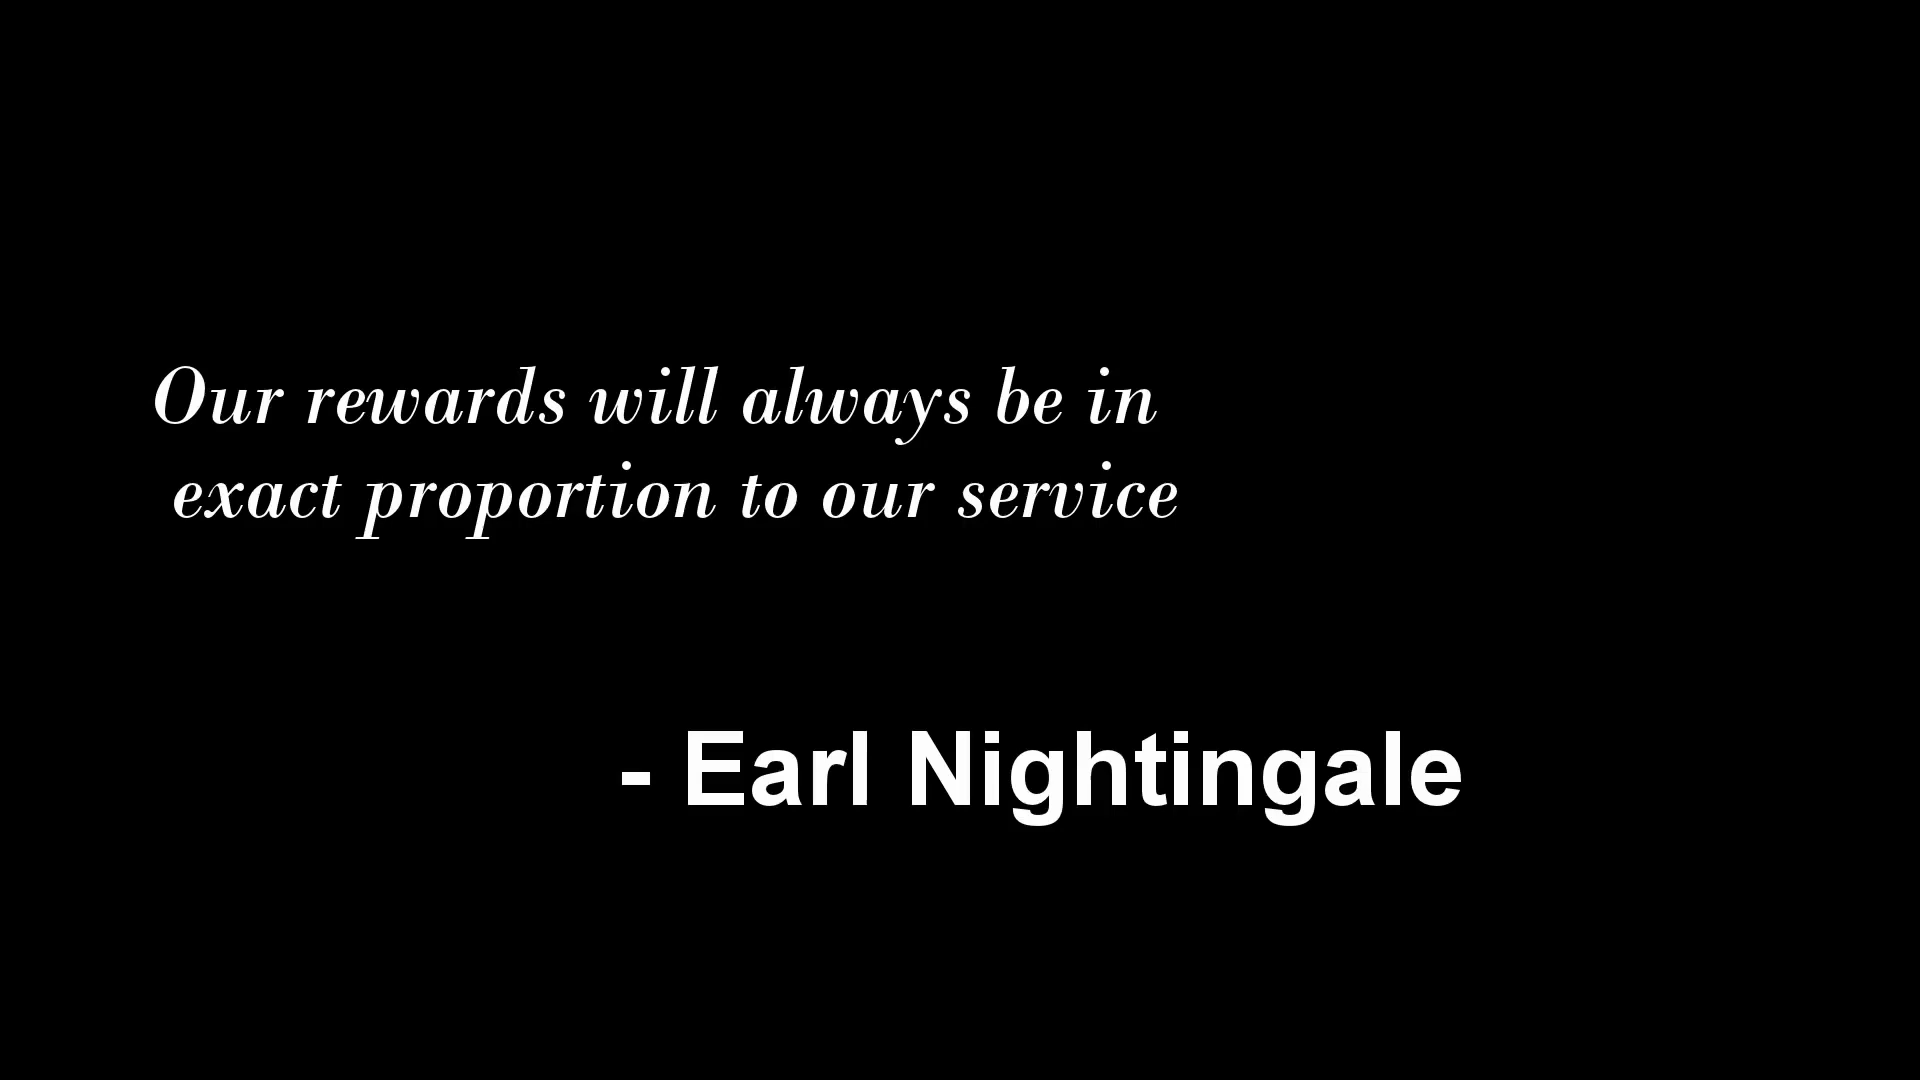 Our rewards will always be in
exact proportion to our service
- Earl Nightingale